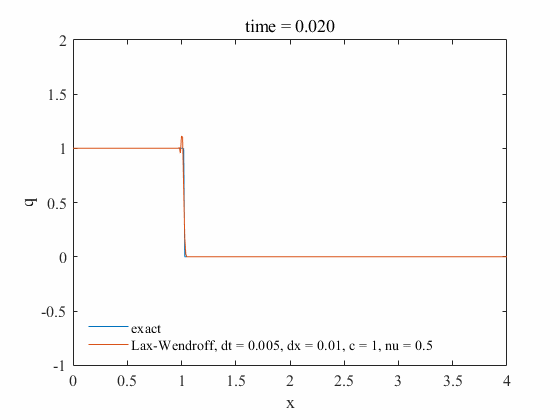 time = 0.020
2
1.5
1
0.5
0
-0.5
-1
q
exact
Lax-Wendroff, dt = 0.005, dx = 0.01, c = 1, nu = 0.5
0 0.5 1 1.5 2 2.5 3 3.5 4
x